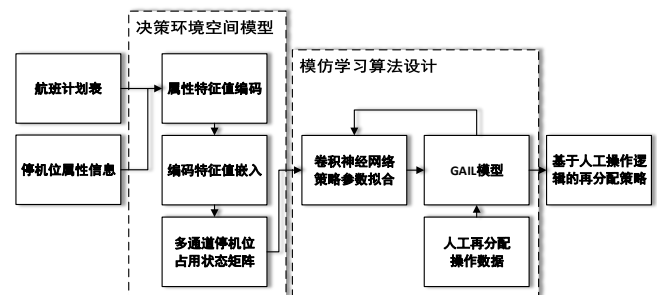 决策环境空间模型
航班计划表
停机位属性信息
属性特征值编码
编码特征值嵌入
多通道停机位
占用状态矩阵
模仿学习算法设计
卷积神经网络
策略参数拟合
GAIL模型
人工再分配
操作数据
基于人工操作逻
辑的再分配策略